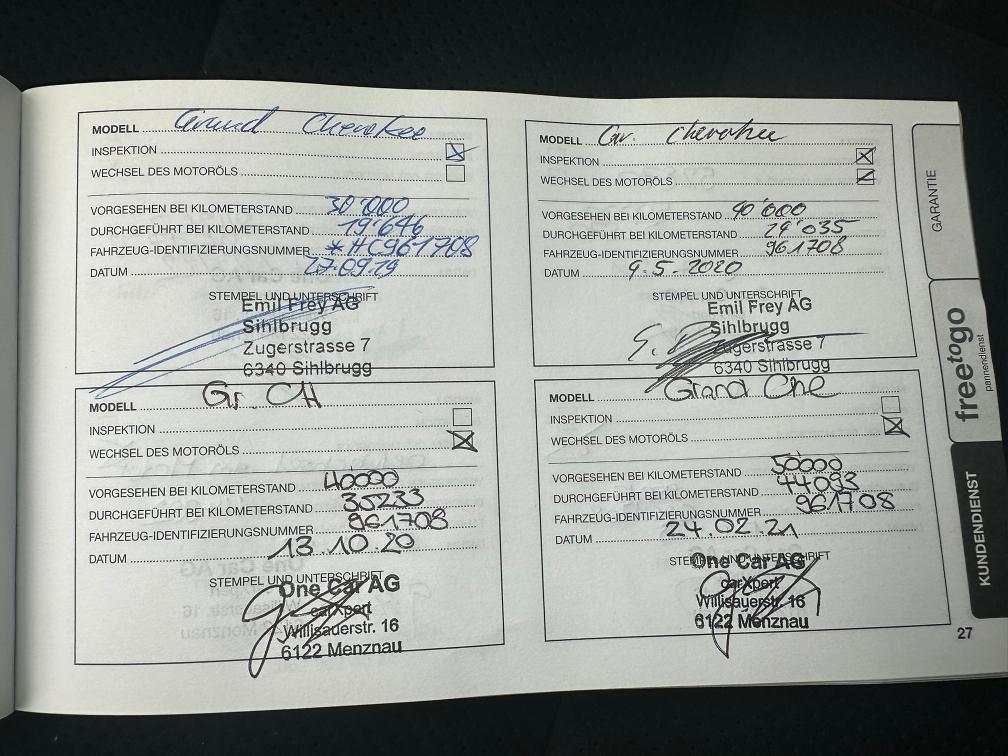 MODELL Grand Cherokee
INSPEKTION
WECHSEL DES MOTORÖLS
VORGESEHEN BEI KILOMETERSTAND 30'000
DURCHGEFÜHRT BEI KILOMETERSTAND 19'646
FAHRZEUG-IDENTIFIZIERUNGSNUMMER *HC961708
DATUM 27.09.19
STEMPEL UND UNTERSCHRIFT
Emil Frey AG
Sihlbrugg
Zugerstrasse 7
6340 Sihlbrugg
MODELL Cherokee
INSPEKTION
WECHSEL DES MOTORÖLS
VORGESEHEN BEI KILOMETERSTAND 40'000
DURCHGEFÜHRT BEI KILOMETERSTAND 29'035
FAHRZEUG-IDENTIFIZIERUNGSNUMMER 961708
DATUM 9.5.2020
STEMPEL UND UNTERSCHRIFT
Emil Frey AG
Sihlbrugg
Zugerstrasse 7
6340 Sihlbrugg
MODELL Gr. CH
INSPEKTION
WECHSEL DES MOTORÖLS
VORGESEHEN BEI KILOMETERSTAND 40000
DURCHGEFÜHRT BEI KILOMETERSTAND 35233
FAHRZEUG-IDENTIFIZIERUNGSNUMMER 961708
DATUM 13.10.20
STEMPEL UND UNTERSCHRIFT
One Car AG
carXpert
Willisauerstr. 16
6122 Menznau
MODELL Grand Che
INSPEKTION
WECHSEL DES MOTORÖLS
VORGESEHEN BEI KILOMETERSTAND 50000
DURCHGEFÜHRT BEI KILOMETERSTAND 44093
FAHRZEUG-IDENTIFIZIERUNGSNUMMER 961708
DATUM 24.02.21
STEMPEL UND UNTERSCHRIFT
One Car AG
carXpert
Willisauerstr. 16
6122 Menznau
GARANTIE
freetogo
pannendienst
KUNDENDIENST
27